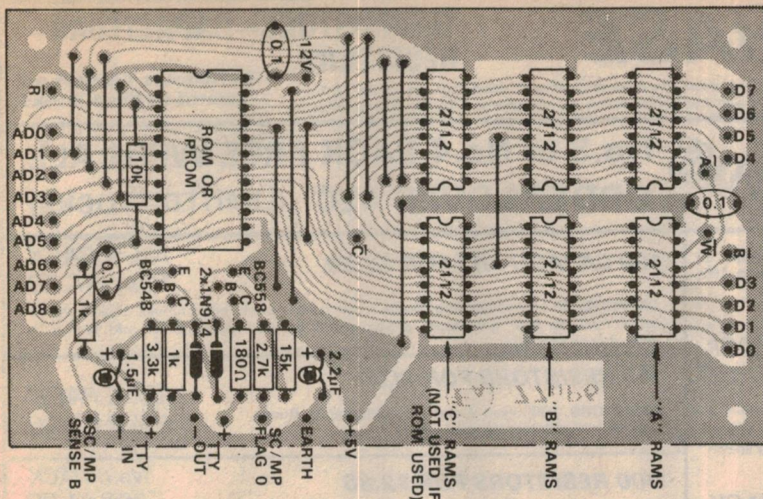 0.1
-12V
R
AD0
AD1
AD2
AD3
AD4
AD5
AD6
AD7
AD8
10k
ROM OR
PROM
2112
2112
2112
2112
2112
2112
D7
D6
D5
D4
A
0.1
W
B
D3
D2
D1
D0
C
0.1
1k
BC548
E
B
C
2x1N914
BC558
E
B
C
3.3k
1k
180Ω
2.7k
15k
+
1.5µF
+
2.2µF
SC/MP
SENSE B
-
TTY
IN
+
-
TTY
OUT
+
SC/MP
FLAG 0
EARTH
+5V
"C" RAMS
(NOT USED IF
ROM USED)
"B" RAMS
"A" RAMS